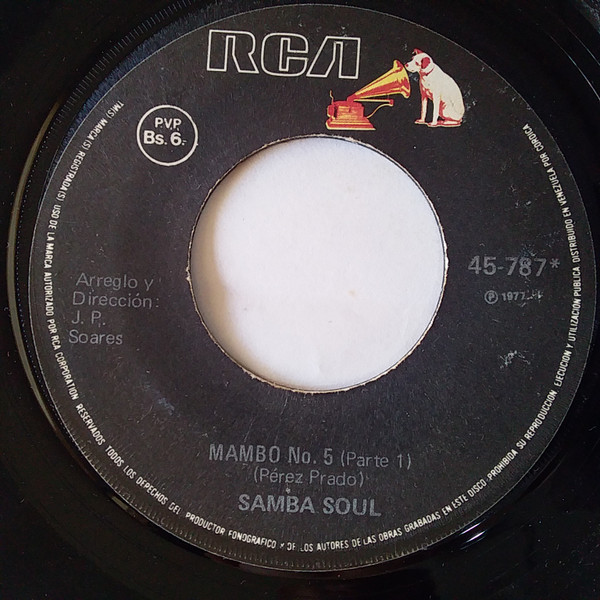 RCA
P.V.P.
Bs. 6.-
45-787*
℗ 1977
Arreglo y
Dirección:
J. P.
Soares
MAMBO No. 5 (Parte 1)
(Pérez Prado)
SAMBA SOUL
TM(S) MARCA(S) REGISTRADA(S) USO DE LA MARCA AUTORIZADO POR RCA CORPORATION RESERVADOS TODOS LOS DERECHOS DEL PRODUCTOR FONOGRAFICO Y DE LOS AUTORES DE LAS OBRAS GRABADAS EN ESTE DISCO PROHIBIDA SU REPRODUCCION EJECUCION Y UTILIZACION PUBLICA DISTRIBUIDO EN VENEZUELA POR CORDICA